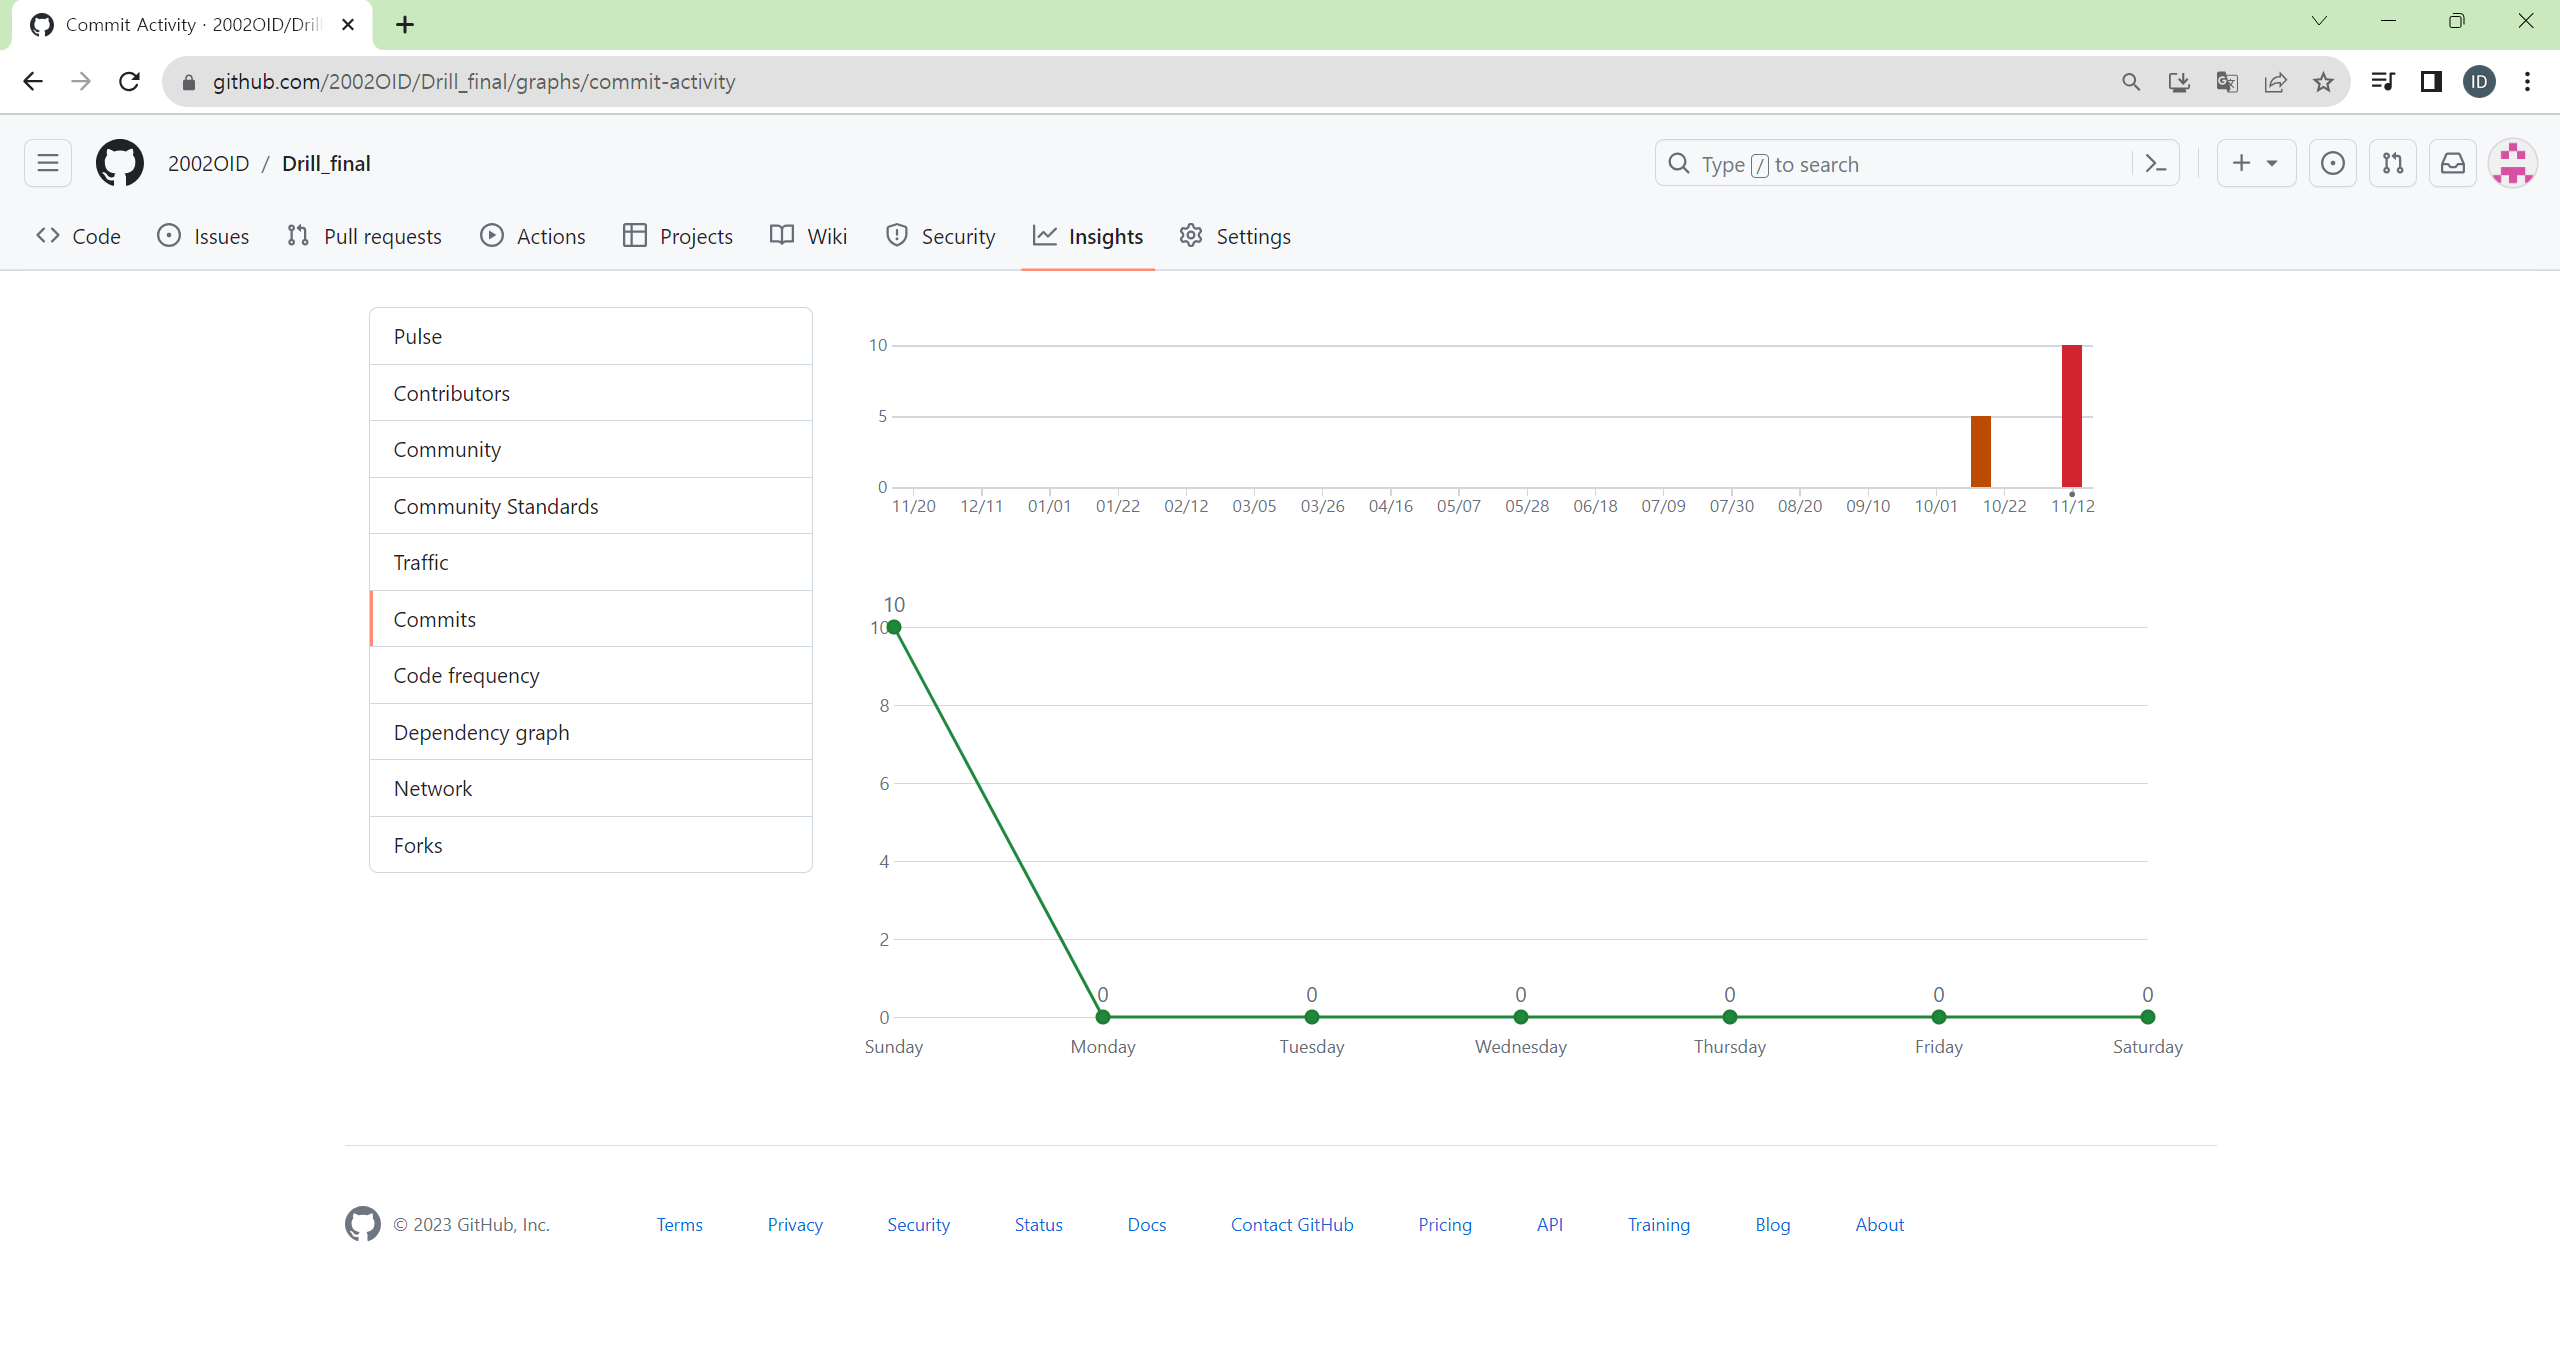 Commit Activity · 2002OID/Drill
github.com/2002OID/Drill_final/graphs/commit-activity
ID
2002OID / Drill_final
Type / to search
Code Issues Pull requests Actions Projects Wiki Security Insights Settings
Pulse
Contributors
Community
Community Standards
Traffic
Commits
Code frequency
Dependency graph
Network
Forks
10
5
0
11/20 12/11 01/01 01/22 02/12 03/05 03/26 04/16 05/07 05/28 06/18 07/09 07/30 08/20 09/10 10/01 10/22 11/12
10
10
8
6
4
2
0 0 0 0 0 0
0
Sunday Monday Tuesday Wednesday Thursday Friday Saturday
© 2023 GitHub, Inc. Terms Privacy Security Status Docs Contact GitHub Pricing API Training Blog About